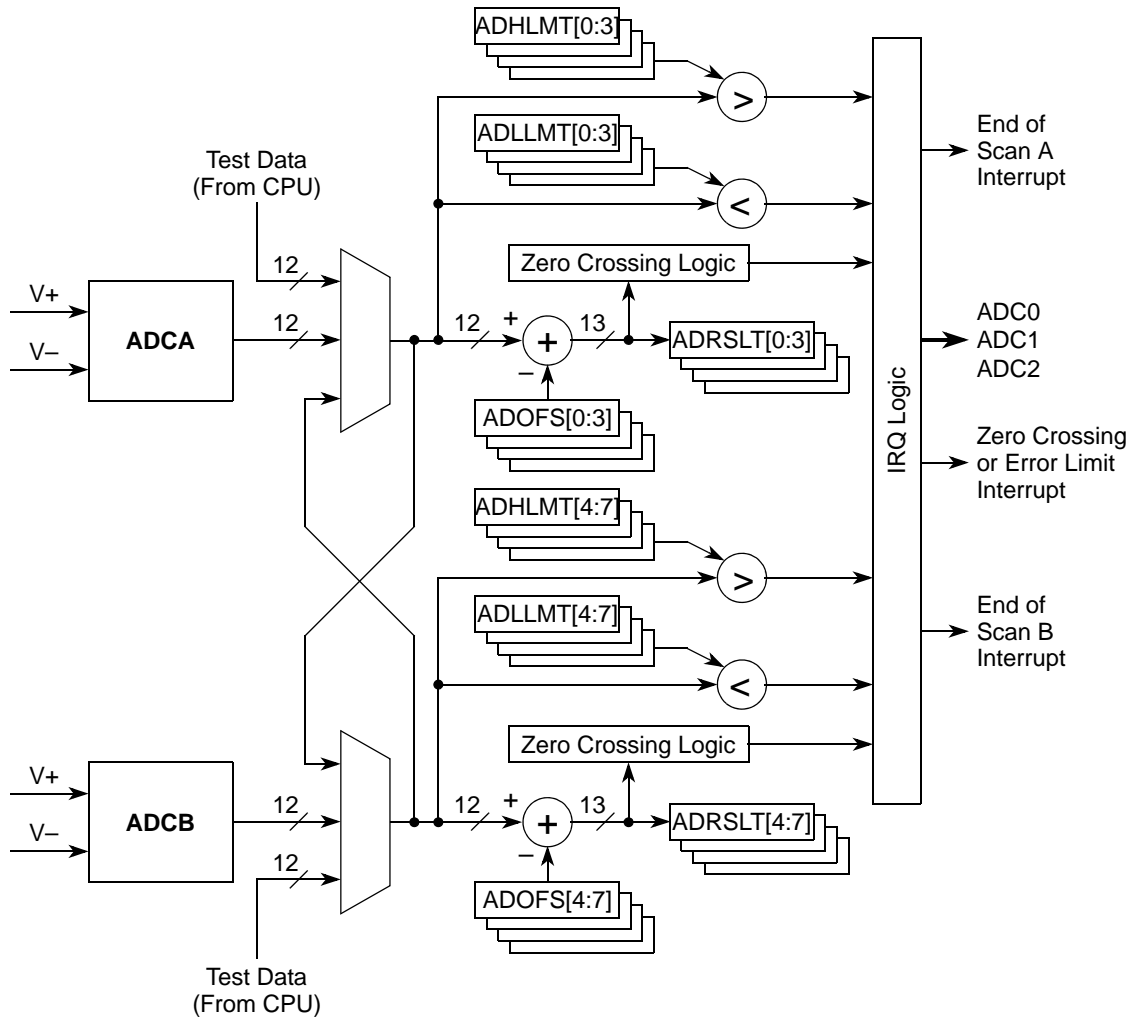 ADHLMT[0:3]
>
ADLLMT[0:3]
<
Test Data
(From CPU)
12
Zero Crossing Logic
V+
V–
ADCA
12
12
+
+
–
13
ADRSLT[0:3]
ADOFS[0:3]
IRQ Logic
End of
Scan A
Interrupt
ADC0
ADC1
ADC2
Zero Crossing
or Error Limit
Interrupt
End of
Scan B
Interrupt
ADHLMT[4:7]
>
ADLLMT[4:7]
<
Zero Crossing Logic
V+
V–
ADCB
12
12
12
+
+
–
13
ADRSLT[4:7]
ADOFS[4:7]
Test Data
(From CPU)